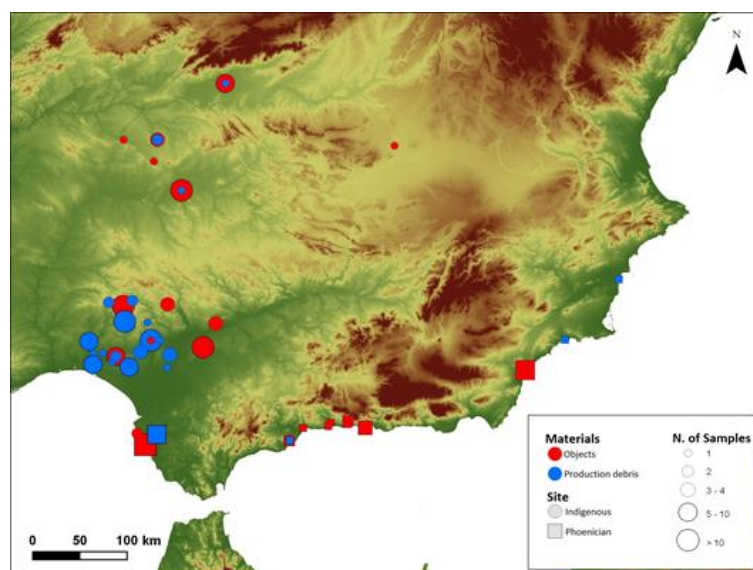 N
Materials
Objects
Production debris
Site
Indigenous
Phoenician
N. of Samples
1
2
3 - 4
5 - 10
> 10
0 50 100 km